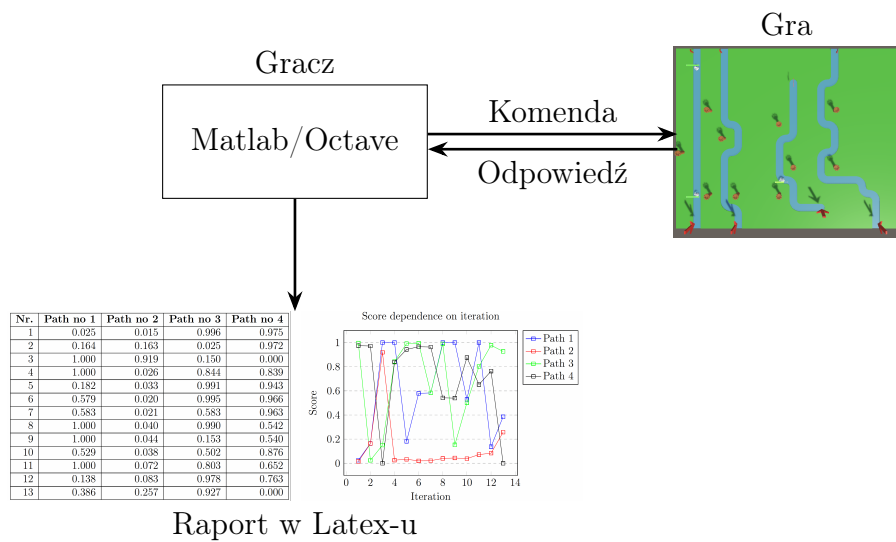 Gra
Gracz
Matlab/Octave
Komenda
Odpowiedź
Nr. Path no 1 Path no 2 Path no 3 Path no 4
1 0.025 0.015 0.996 0.975
2 0.164 0.163 0.025 0.972
3 1.000 0.919 0.150 0.000
4 1.000 0.026 0.844 0.839
5 0.182 0.033 0.991 0.943
6 0.579 0.020 0.995 0.966
7 0.583 0.021 0.583 0.963
8 1.000 0.040 0.990 0.542
9 1.000 0.044 0.153 0.540
10 0.529 0.038 0.502 0.876
11 1.000 0.072 0.803 0.652
12 0.138 0.083 0.978 0.763
13 0.386 0.257 0.927 0.000
Score dependence on iteration
Score
1
0.8
0.6
0.4
0.2
0
0 2 4 6 8 10 12 14
Iteration
Path 1
Path 2
Path 3
Path 4
Raport w Latex-u